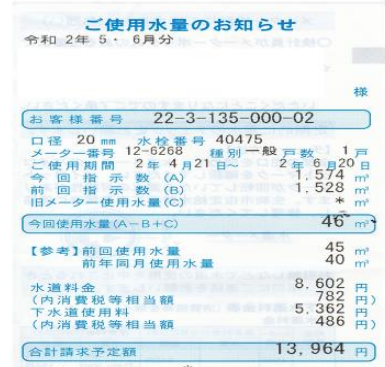 ご使用水量のお知らせ
令和 2年 5・ 6月分
様
お客様番号 22-3-135-000-02
口径 20 mm 水栓番号 40475
メーター番号 12-6268 種別 一般 戸数 1 戸
ご使用期間 2年 4月21日～ 2年 6月20日
今回指示数(A) 1,574 m³
前回指示数(B) 1,528 m³
旧メーター使用水量(C) * m³
今回使用水量(A-B+C) 46 m³
【参考】前回使用水量 45 m³
前年同月使用水量 40 m³
水道料金 8,602 円
(内消費税等相当額 782 円)
下水道使用料 5,362 円
(内消費税等相当額 486 円)
合計請求予定額 13,964 円